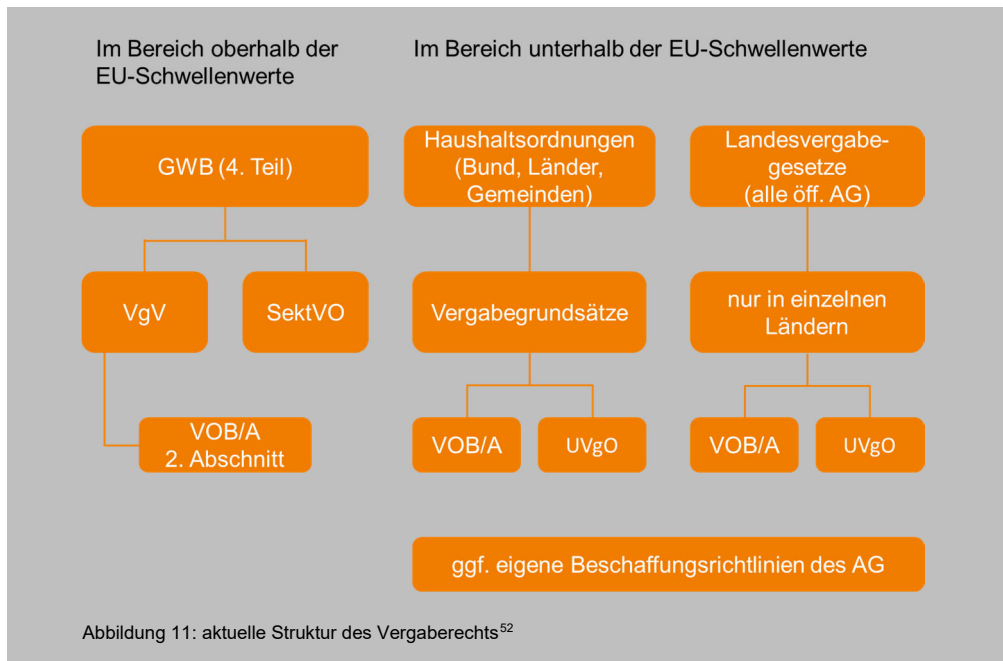 Im Bereich oberhalb der
EU-Schwellenwerte
Im Bereich unterhalb der EU-Schwellenwerte
GWB (4. Teil)
Haushaltsordnungen
(Bund, Länder,
Gemeinden)
Landesvergabe-
gesetze
(alle öff. AG)
VgV
SektVO
Vergabegrundsätze
nur in einzelnen
Ländern
VOB/A
2. Abschnitt
VOB/A
UVgO
VOB/A
UVgO
ggf. eigene Beschaffungsrichtlinien des AG
Abbildung 11: aktuelle Struktur des Vergaberechts52